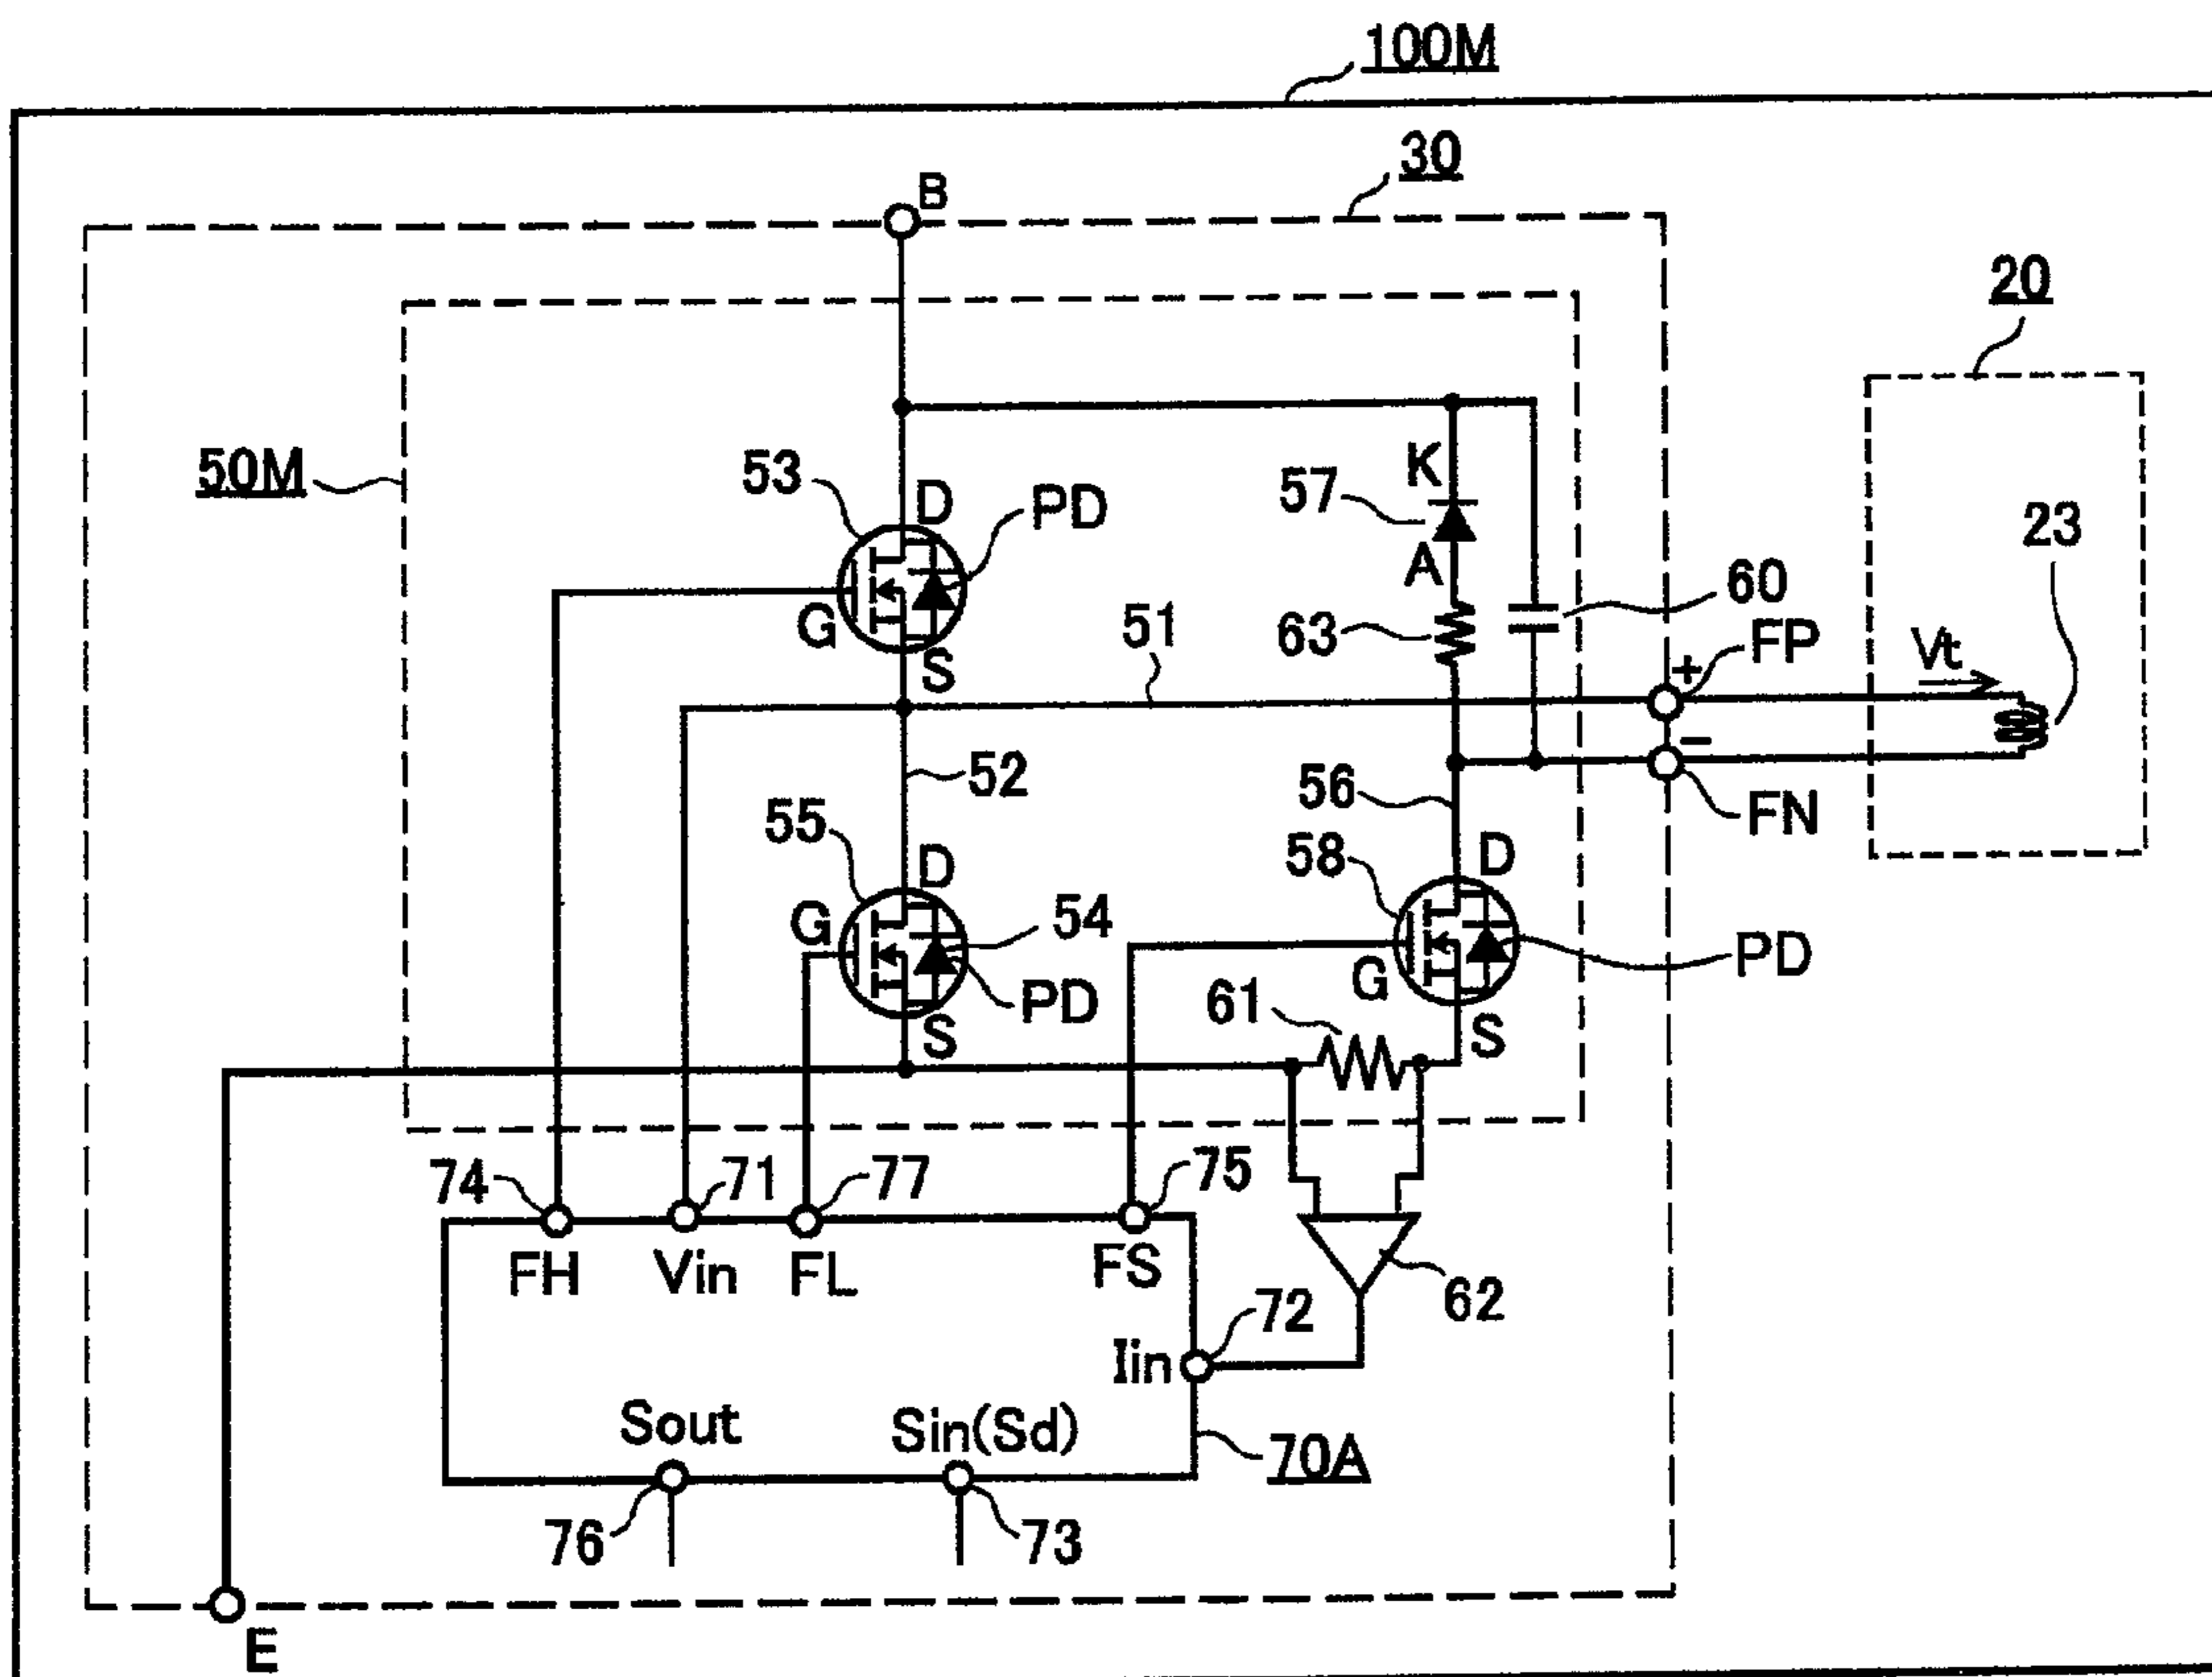 100M
30
B
20
50M
53
D
PD
K
57
A
23
G
S
63
60
51
FP
+
Vt
−
52
56
FN
55
D
58
D
G
54
PD
G
PD
S
61
S
74
71
77
75
FH
Vin
FL
FS
62
72
Iin
Sout
Sin(Sd)
70A
76
73
E